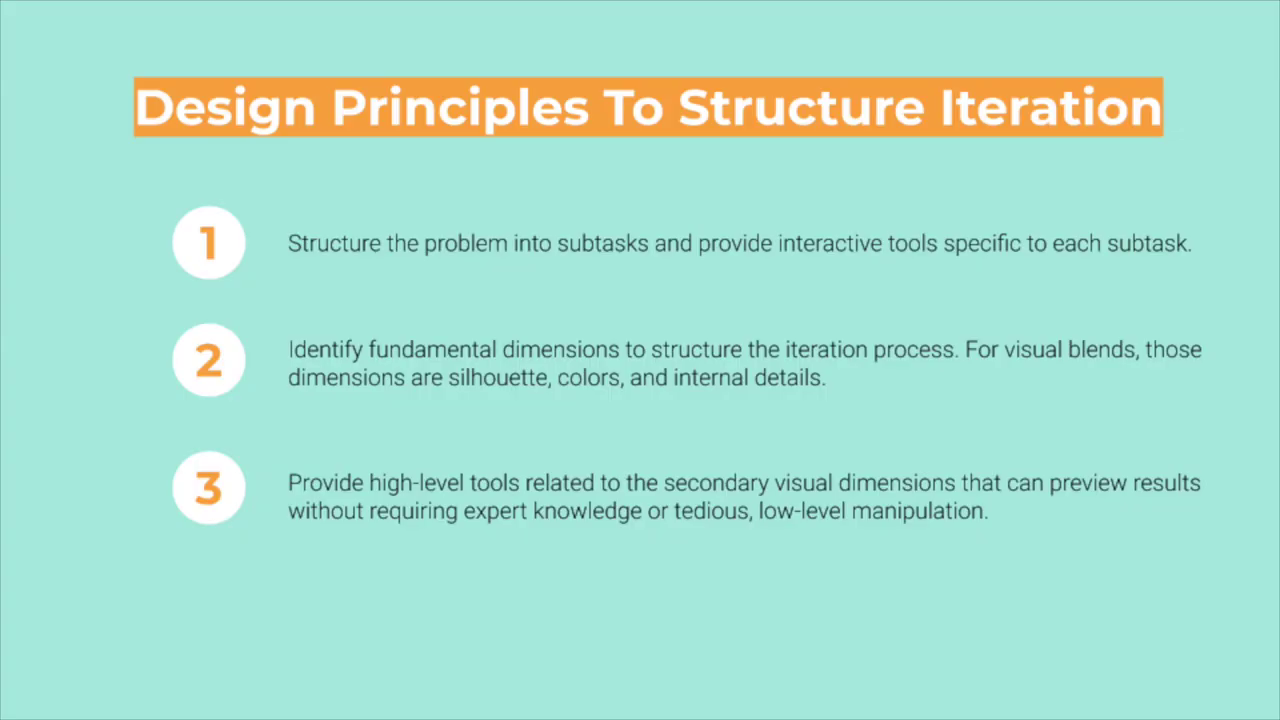 Design Principles To Structure Iteration
1
Structure the problem into subtasks and provide interactive tools specific to each subtask.
2
Identify fundamental dimensions to structure the iteration process. For visual blends, those
dimensions are silhouette, colors, and internal details.
3
Provide high-level tools related to the secondary visual dimensions that can preview results
without requiring expert knowledge or tedious, low-level manipulation.